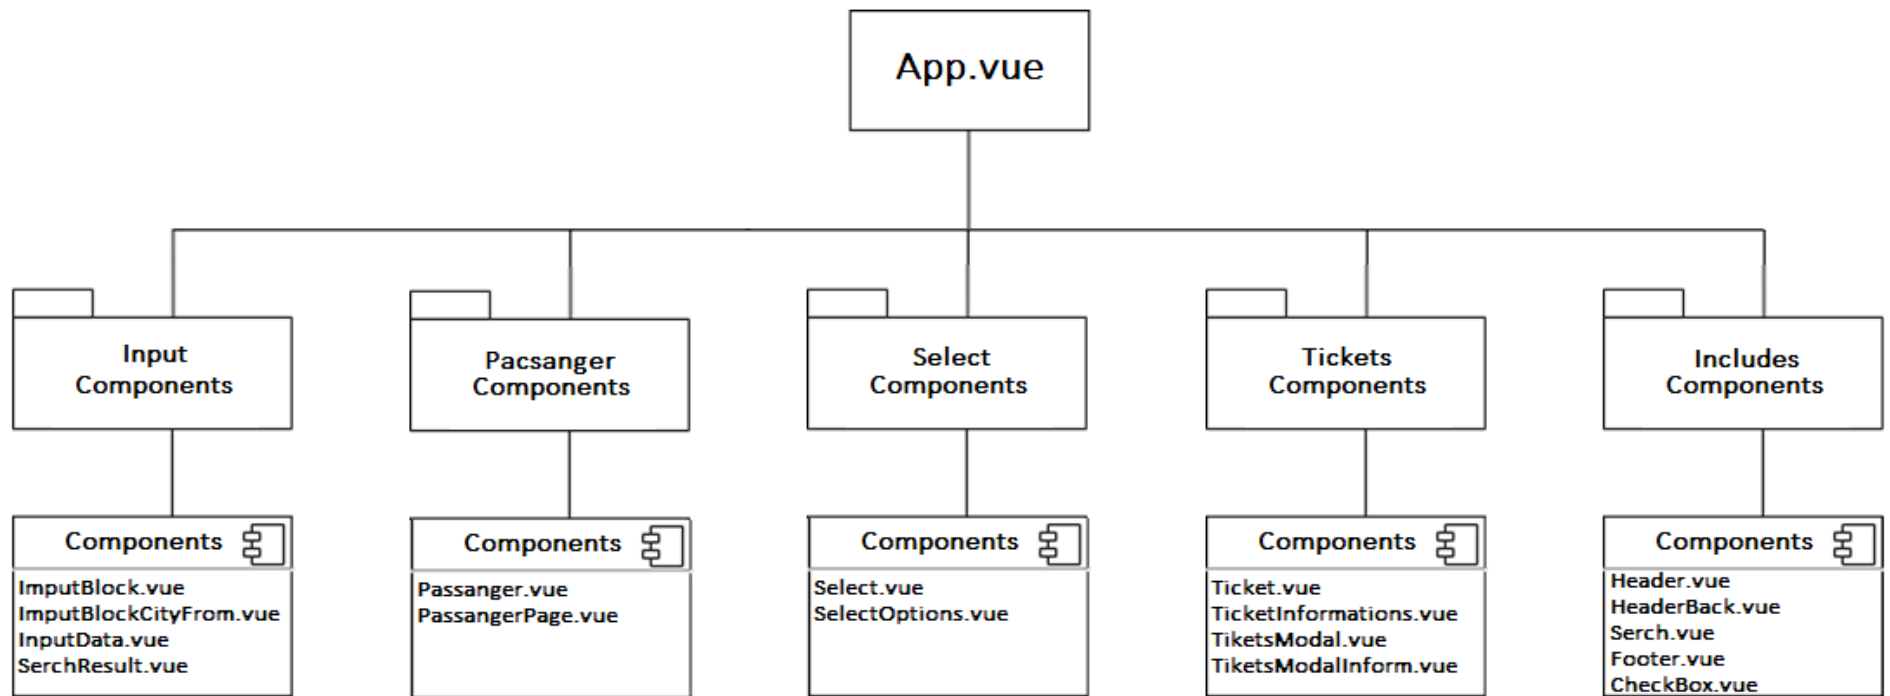 App.vue
Input
Components
Pacsanger
Components
Select
Components
Tickets
Components
Includes
Components
Components
ImputBlock.vue
ImputBlockCityFrom.vue
InputData.vue
SerchResult.vue
Components
Passanger.vue
PassangerPage.vue
Components
Select.vue
SelectOptions.vue
Components
Ticket.vue
TicketInformations.vue
TiketsModal.vue
TiketsModalInform.vue
Components
Header.vue
HeaderBack.vue
Serch.vue
Footer.vue
CheckBox.vue